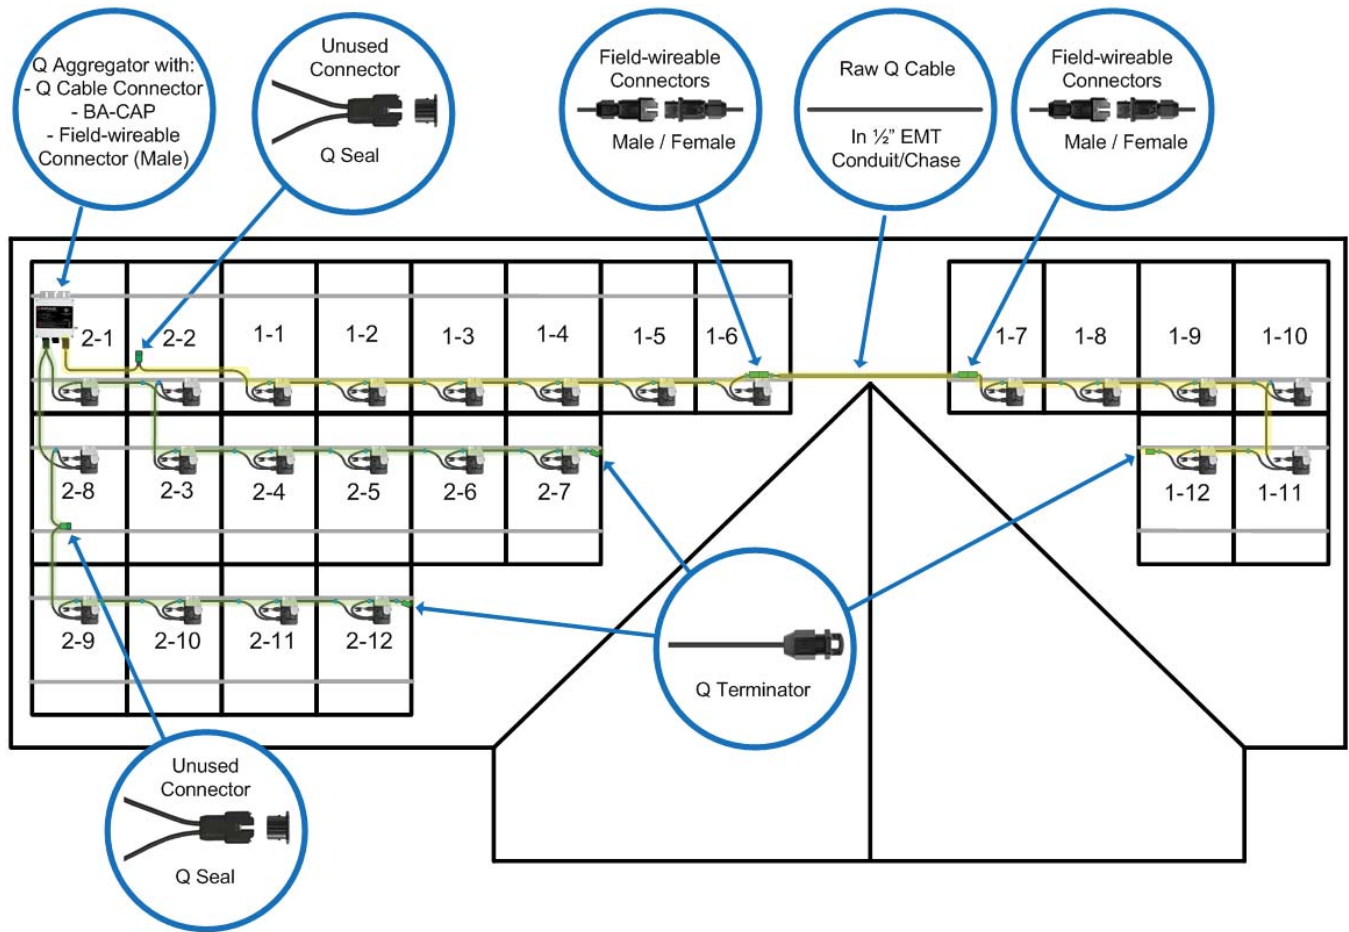 Q Aggregator with:
- Q Cable Connector
- BA-CAP
- Field-wireable
Connector (Male)
Unused
Connector
Q Seal
Field-wireable
Connectors
Male / Female
Raw Q Cable
In ½” EMT
Conduit/Chase
Field-wireable
Connectors
Male / Female
2-1
2-2
1-1
1-2
1-3
1-4
1-5
1-6
1-7
1-8
1-9
1-10
2-8
2-3
2-4
2-5
2-6
2-7
1-12
1-11
2-9
2-10
2-11
2-12
Q Terminator
Unused
Connector
Q Seal